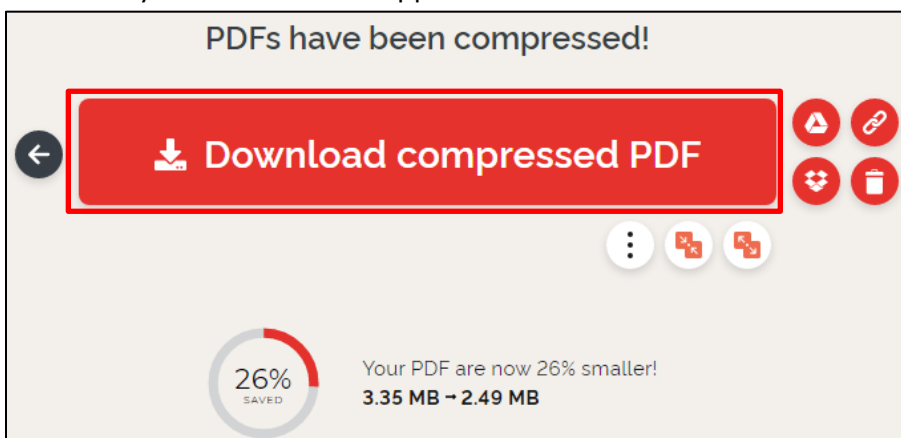 PDFs have been compressed!
Download compressed PDF
26%
SAVED
Your PDF are now 26% smaller!
3.35 MB → 2.49 MB